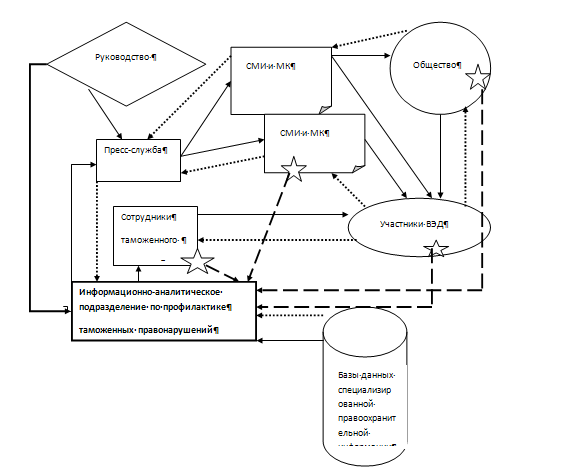 Руководство·¶
СМИ·и·МК¶
Общество¶
СМИ·и·МК¶
Пресс-служба¶
Сотрудники¶
таможенного·¶
Участники·ВЭД¶
Информационно-аналитическое·
подразделение·по·профилактике¶
таможенных·правонарушений¶
Базы·данных·
специализир
ованной·
правоохранит
ельной·